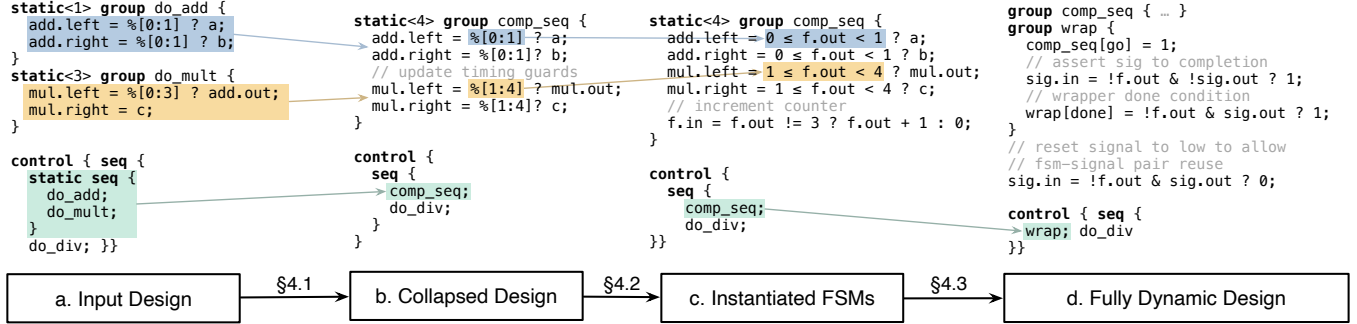 static<1> group do_add {
add.left = %[0:1] ? a;
add.right = %[0:1] ? b;
}
static<3> group do_mult {
mul.left = %[0:3] ? add.out;
mul.right = c;
}
control { seq {
static seq {
do_add;
do_mult;
}
do_div; }}
static<4> group comp_seq {
add.left = %[0:1] ? a;
add.right = %[0:1]? b;
// update timing guards
mul.left = %[1:4] ? mul.out;
mul.right = %[1:4]? c;
}
control {
seq {
comp_seq;
do_div;
}
}
static<4> group comp_seq {
add.left = 0 ≤ f.out < 1 ? a;
add.right = 0 ≤ f.out < 1 ? b;
mul.left = 1 ≤ f.out < 4 ? mul.out;
mul.right = 1 ≤ f.out < 4 ? c;
// increment counter
f.in = f.out != 3 ? f.out + 1 : 0;
}
control {
seq {
comp_seq;
do_div;
}}
group comp_seq { … }
group wrap {
comp_seq[go] = 1;
// assert sig to completion
sig.in = !f.out & !sig.out ? 1;
// wrapper done condition
wrap[done] = !f.out & sig.out ? 1;
}
// reset signal to low to allow
// fsm-signal pair reuse
sig.in = !f.out & sig.out ? 0;
control { seq {
wrap; do_div
}}
a. Input Design
§4.1
b. Collapsed Design
§4.2
c. Instantiated FSMs
§4.3
d. Fully Dynamic Design